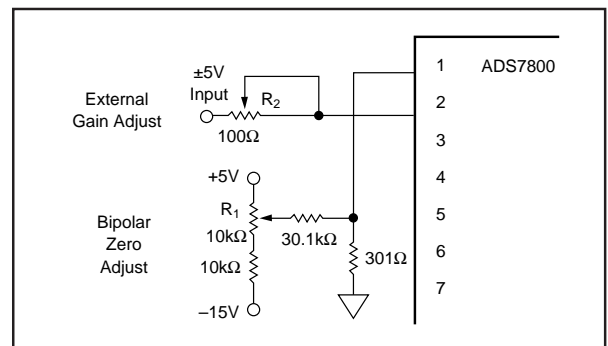 ±5V
Input
R2
External
Gain Adjust
100Ω
+5V
R1
10kΩ
30.1kΩ
Bipolar
Zero
Adjust
10kΩ
301Ω
–15V
1
2
3
4
5
6
7
ADS7800